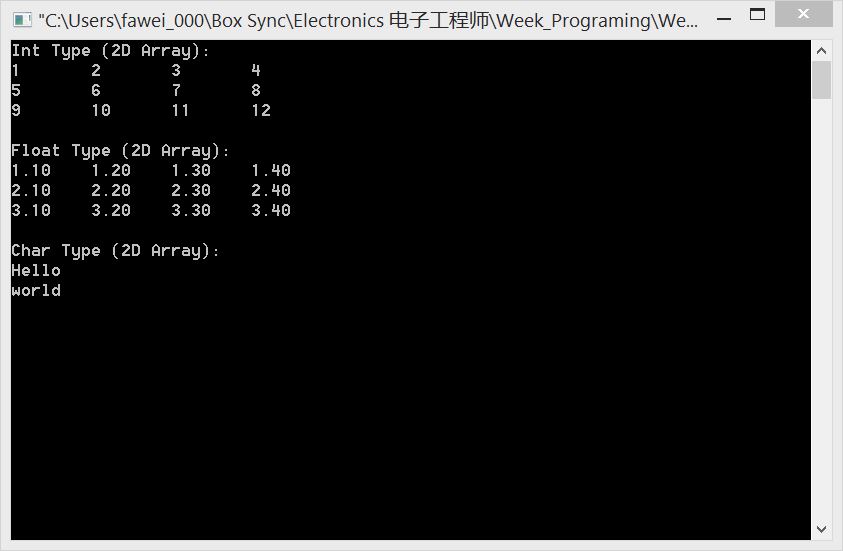 "C:\Users\fawei_000\Box Sync\Electronics 电子工程师\Week_Programing\We...
Int Type (2D Array):
1 2 3 4
5 6 7 8
9 10 11 12
Float Type (2D Array):
1.10 1.20 1.30 1.40
2.10 2.20 2.30 2.40
3.10 3.20 3.30 3.40
Char Type (2D Array):
Hello
world